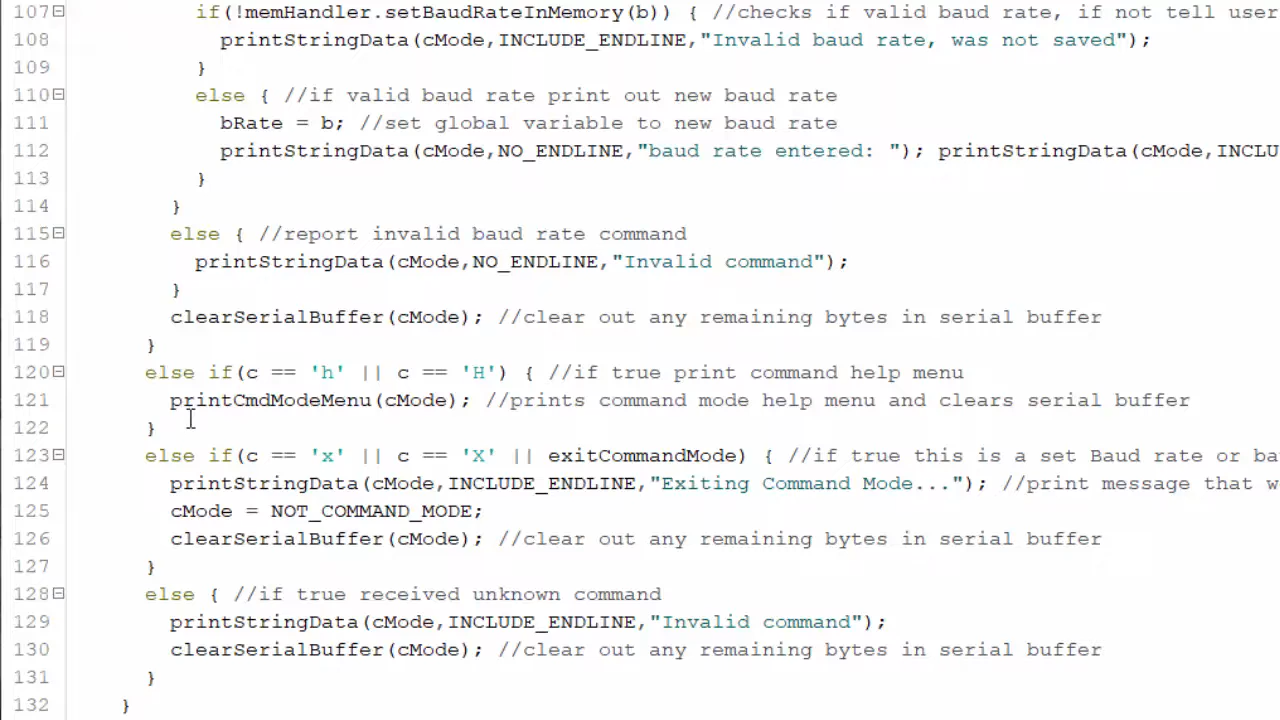 107 if(!memHandler.setBaudRateInMemory(b)) { //checks if valid baud rate, if not tell user
108 printStringData(cMode,INCLUDE_ENDLINE,"Invalid baud rate, was not saved");
109 }
110 else { //if valid baud rate print out new baud rate
111 bRate = b; //set global variable to new baud rate
112 printStringData(cMode,NO_ENDLINE,"baud rate entered: "); printStringData(cMode,INCLU
113 }
114 }
115 else { //report invalid baud rate command
116 printStringData(cMode,NO_ENDLINE,"Invalid command");
117 }
118 clearSerialBuffer(cMode); //clear out any remaining bytes in serial buffer
119 }
120 else if(c == 'h' || c == 'H') { //if true print command help menu
121 printCmdModeMenu(cMode); //prints command mode help menu and clears serial buffer
122 }
123 else if(c == 'x' || c == 'X' || exitCommandMode) { //if true this is a set Baud rate or ba
124 printStringData(cMode,INCLUDE_ENDLINE,"Exiting Command Mode..."); //print message that w
125 cMode = NOT_COMMAND_MODE;
126 clearSerialBuffer(cMode); //clear out any remaining bytes in serial buffer
127 }
128 else { //if true received unknown command
129 printStringData(cMode,INCLUDE_ENDLINE,"Invalid command");
130 clearSerialBuffer(cMode); //clear out any remaining bytes in serial buffer
131 }
132 }